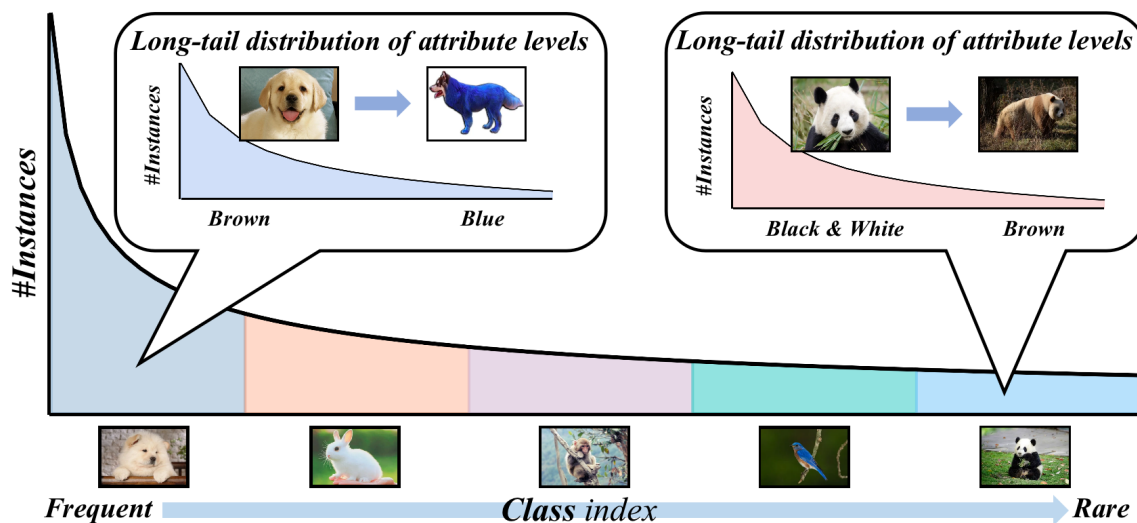 Long-tail distribution of attribute levels
#Instances
Brown
Blue
Long-tail distribution of attribute levels
#Instances
Black & White
Brown
#Instances
Frequent
Class index
Rare